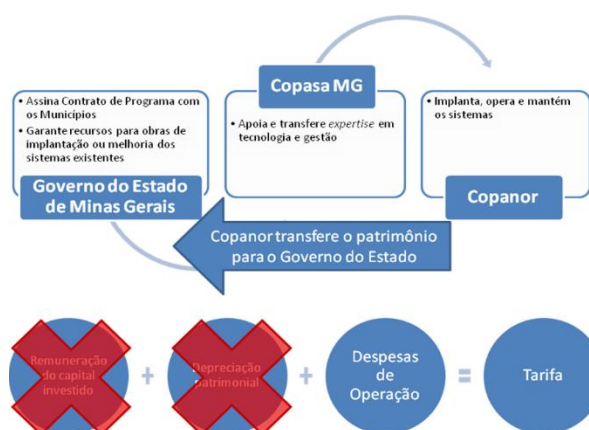 Copasa MG
• Assina Contrato de Programa com
os Municípios
• Garante recursos para obras de
implantação ou melhoria dos
sistemas existentes
Governo do Estado
de Minas Gerais
• Apoia e transfere expertise em
tecnologia e gestão
• Implanta, opera e mantém
os sistemas
Copanor
Copanor transfere o patrimônio
para o Governo do Estado
Remuneração
do capital
investido
+
Depreciação
patrimonial
+
Despesas
de
Operação
=
Tarifa